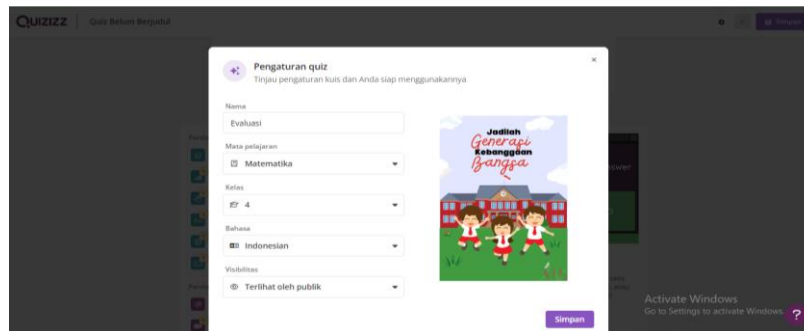 QUIZIZZ
Quiz Belum Berjudul
Simpan
Pengaturan quiz
Tinjau pengaturan kuis dan Anda siap menggunakannya
Nama
Evaluasi
Mata pelajaran
Matematika
Kelas
4
Bahasa
Indonesian
Visibilitas
Terlihat oleh publik
Jadilah
Generasi
Kebanggaan
Bangsa
Simpan
Activate Windows
Go to Settings to activate Windows.
?